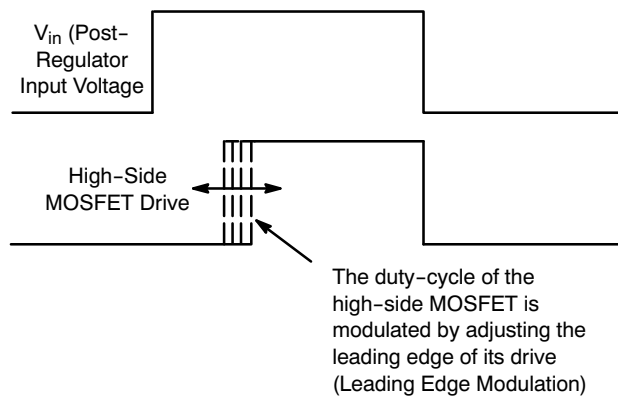 Vin (Post-
Regulator
Input Voltage
High-Side
MOSFET Drive
The duty-cycle of the
high-side MOSFET is
modulated by adjusting the
leading edge of its drive
(Leading Edge Modulation)